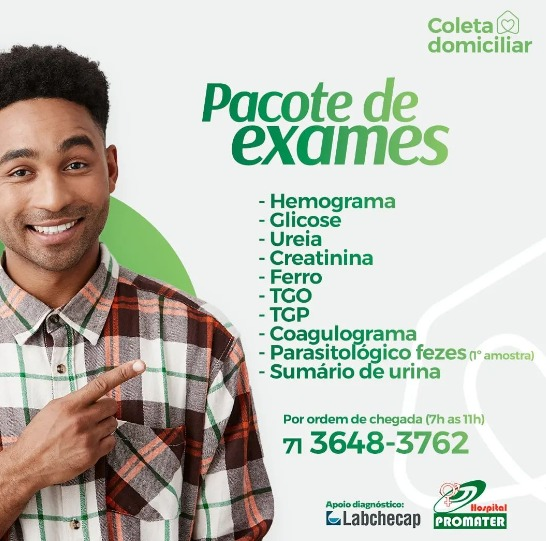 Coleta
domiciliar
Pacote de
exames
- Hemograma
- Glicose
- Ureia
- Creatinina
- Ferro
- TGO
- TGP
- Coagulograma
- Parasitológico fezes (1º amostra)
- Sumário de urina
Por ordem de chegada (7h as 11h)
71 3648-3762
Apoio diagnóstico:
Labchecap
Hospital
PROMATER